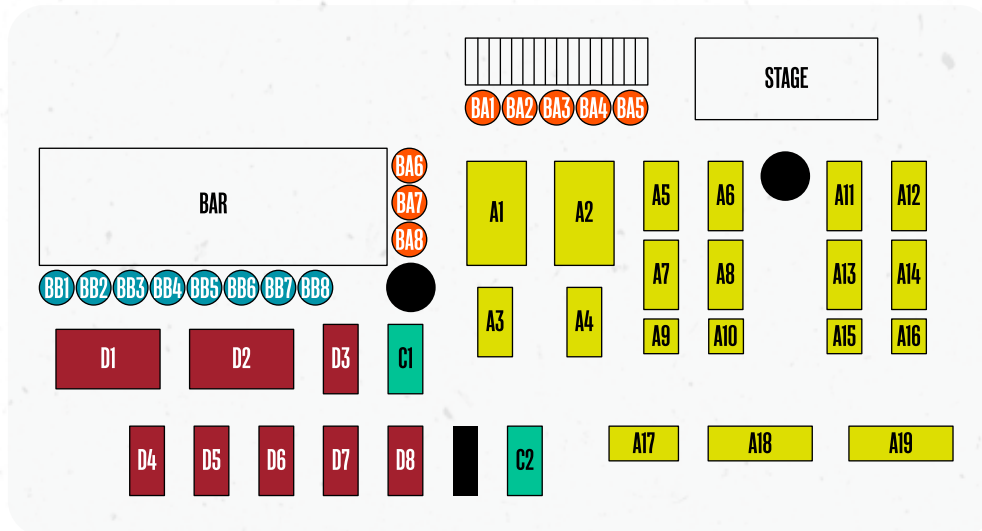 STAGE
BA1 BA2 BA3 BA4 BA5
BAR
BA6
BA7
BA8
A1 A2 A5 A6 A11 A12
A7 A8 A13 A14
BB1 BB2 BB3 BB4 BB5 BB6 BB7 BB8
A3 A4 A9 A10 A15 A16
D1 D2 D3 C1
D4 D5 D6 D7 D8 C2
A17 A18 A19